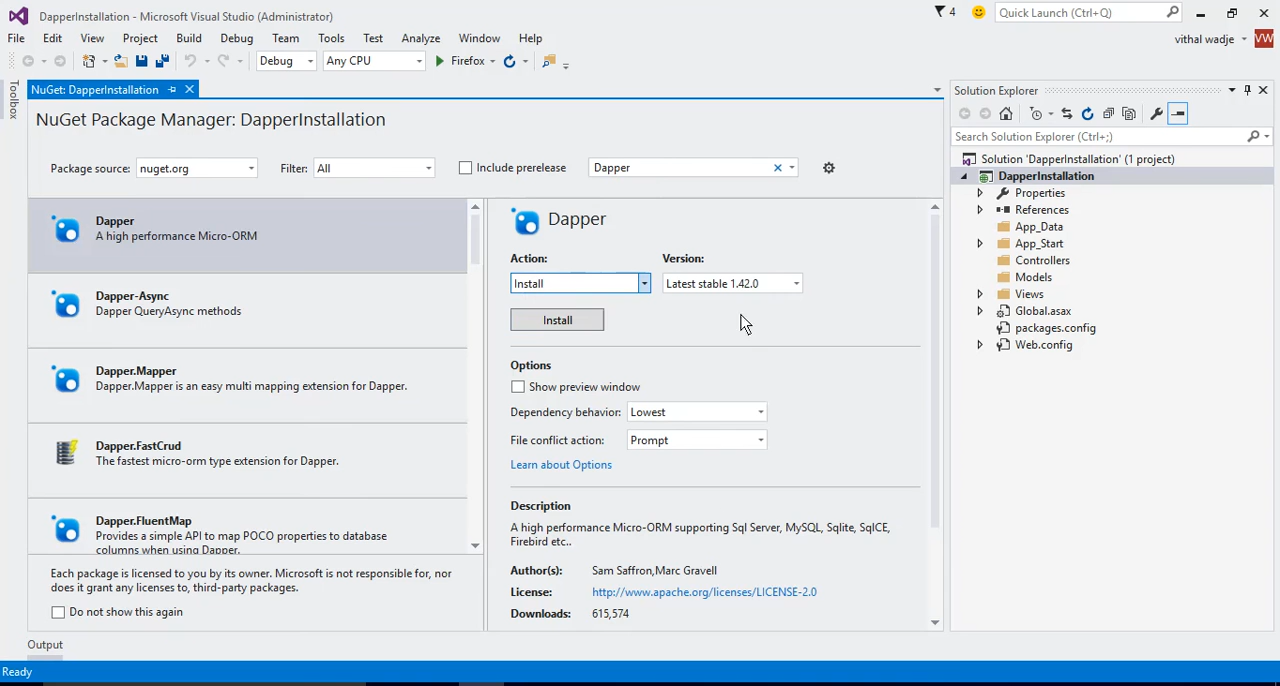 DapperInstallation - Microsoft Visual Studio (Administrator)
4
Quick Launch (Ctrl+Q)
File Edit View Project Build Debug Team Tools Test Analyze Window Help
vithal wadje
VW
Debug
Any CPU
Firefox
Toolbox
NuGet: DapperInstallation
NuGet Package Manager: DapperInstallation
Package source: nuget.org
Filter: All
Include prerelease
Dapper
Dapper
A high performance Micro-ORM
Dapper-Async
Dapper QueryAsync methods
Dapper.Mapper
Dapper.Mapper is an easy multi mapping extension for Dapper.
Dapper.FastCrud
The fastest micro-orm type extension for Dapper.
Dapper.FluentMap
Provides a simple API to map POCO properties to database
columns when using Dapper.
Each package is licensed to you by its owner. Microsoft is not responsible for, nor
does it grant any licenses to, third-party packages.
Do not show this again
Dapper
Action: Version:
Install Latest stable 1.42.0
Install
Options
Show preview window
Dependency behavior: Lowest
File conflict action: Prompt
Learn about Options
Description
A high performance Micro-ORM supporting Sql Server, MySQL, Sqlite, SqlCE,
Firebird etc..
Author(s): Sam Saffron,Marc Gravell
License: http://www.apache.org/licenses/LICENSE-2.0
Downloads: 615,574
Solution Explorer
Search Solution Explorer (Ctrl+;)
Solution 'DapperInstallation' (1 project)
DapperInstallation
Properties
References
App_Data
App_Start
Controllers
Models
Views
Global.asax
packages.config
Web.config
Output
Ready